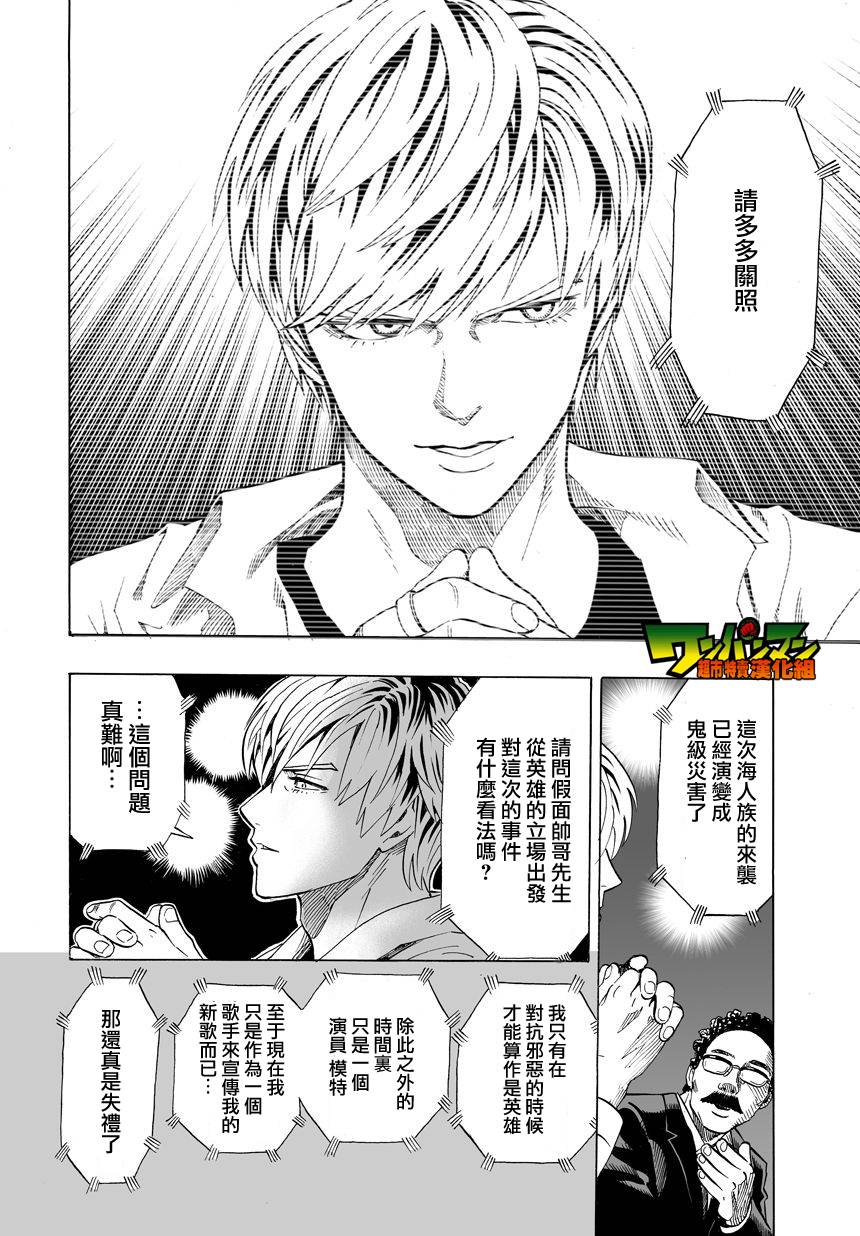 請多多關照
ワンパンマン
超市特賣漢化組
這次海人族的來襲
已經演變成
鬼級災害了
請問假面帥哥先生
從英雄的立場出發
對這次的事件
有什麼看法嗎?
…這個問題
真難啊…
我只有在
對抗邪惡的時候
才能算作是英雄
除此之外的
時間裏
只是一個
演員 模特
至于現在我
只是作為一個
歌手來宣傳我的
新歌而已…
那還真是失禮了